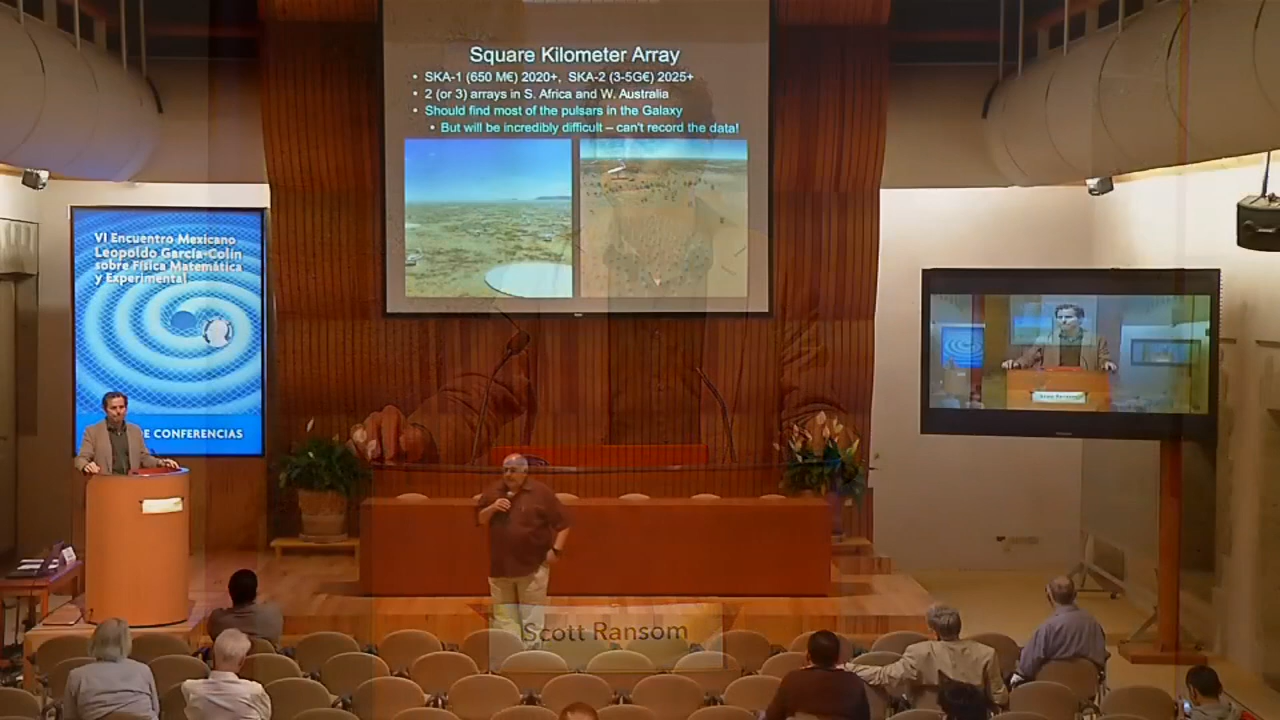 Square Kilometer Array
• SKA-1 (650 M€) 2020+, SKA-2 (3-5G€) 2025+
• 2 (or 3) arrays in S. Africa and W. Australia
• Should find most of the pulsars in the Galaxy
• But will be incredibly difficult – can't record the data!
VI Encuentro Mexicano
Leopoldo García-Colín
sobre Física Matemática
y Experimental
DE CONFERENCIAS
Scott Ransom